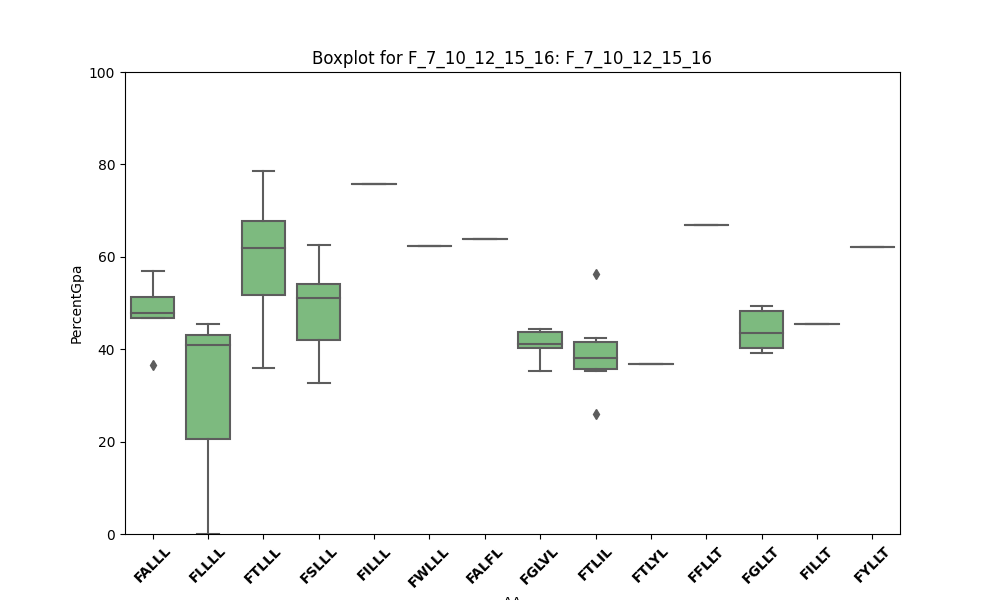 Boxplot for F_7_10_12_15_16: F_7_10_12_15_16
100
80
60
40
20
0
PercentGpa
FALLL
FLLLL
FTLLL
FSLLL
FILLL
FWLLL
FALFL
FGLVL
FTLIL
FTLYL
FFLLT
FGLLT
FILLT
FYLLT
AA